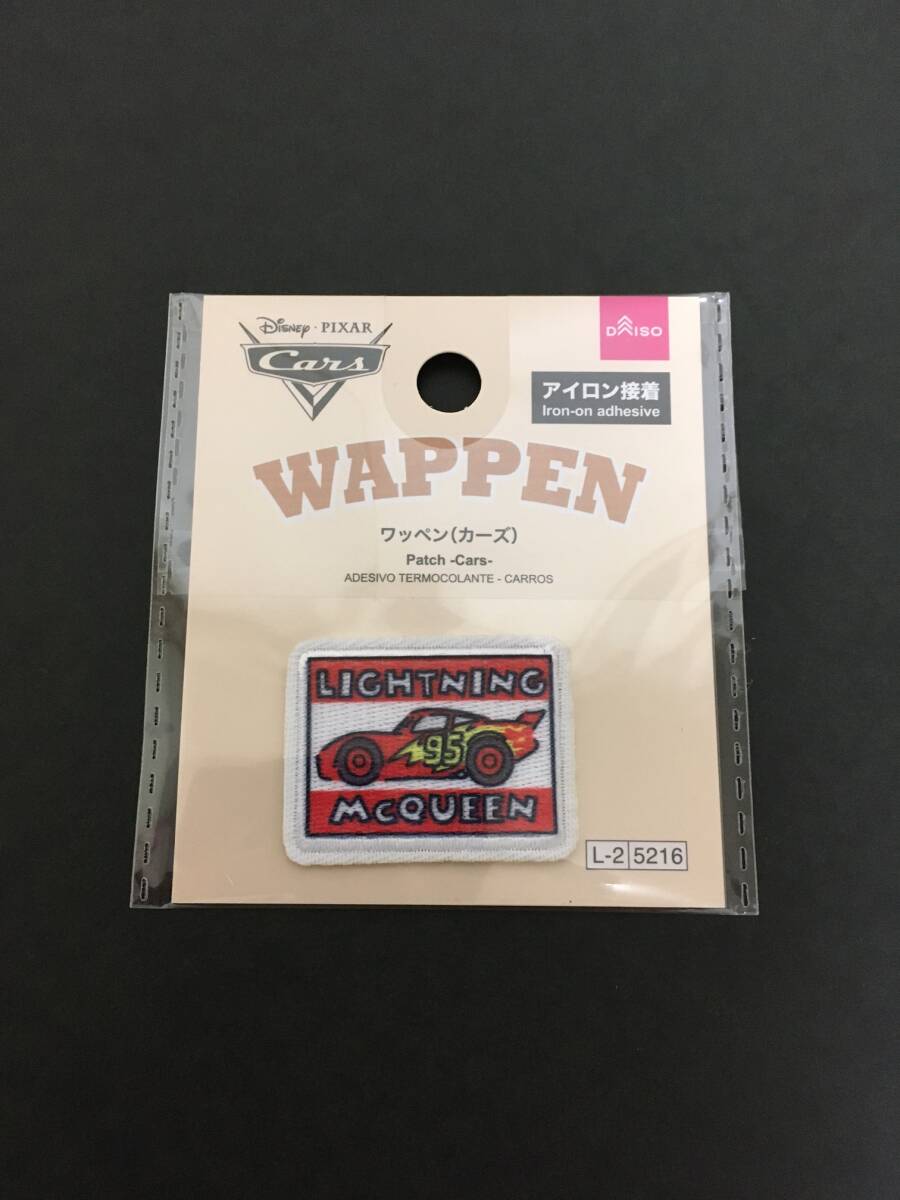 Disney・PIXAR
Cars
DAISO
アイロン接着
Iron-on adhesive
WAPPEN
ワッペン(カーズ)
Patch -Cars-
ADESIVO TERMOCOLANTE - CARROS
LIGHTNING
95
McQUEEN
L-2 5216